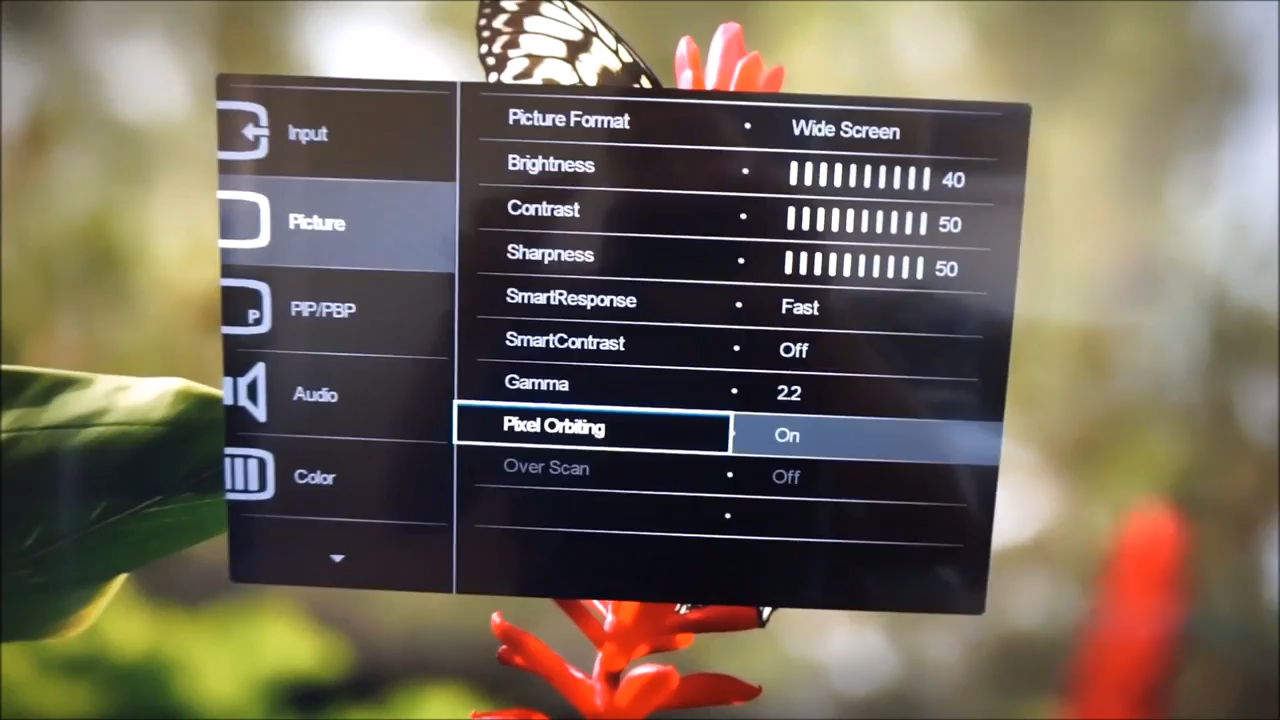 Input
Picture
PIP/PBP
P
Audio
Color
Picture Format Wide Screen
Brightness 40
Contrast 50
Sharpness 50
SmartResponse Fast
SmartContrast Off
Gamma 2.2
Pixel Orbiting On
Over Scan Off